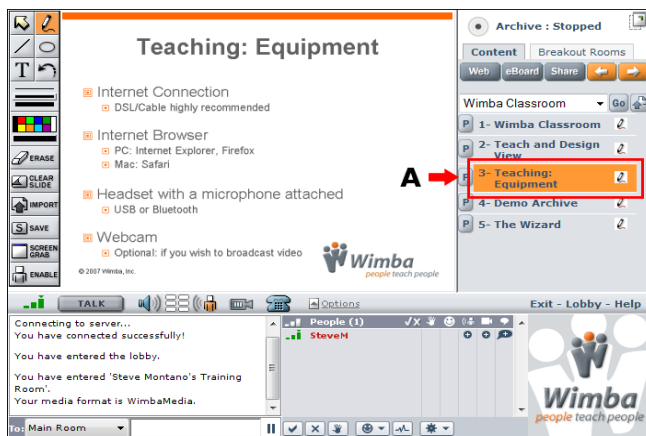 Teaching: Equipment
Internet Connection
DSL/Cable highly recommended
Internet Browser
PC: Internet Explorer, Firefox
Mac: Safari
Headset with a microphone attached
USB or Bluetooth
Webcam
Optional: if you wish to broadcast video
© 2007 Wimba, Inc.
Wimba
people teach people
T
ERASE
CLEAR
SLIDE
IMPORT
S SAVE
SCREEN
GRAB
ENABLE
Archive : Stopped
Content Breakout Rooms
Web eBoard Share
Wimba Classroom Go
P 1- Wimba Classroom
P 2- Teach and Design
View
A
P 3- Teaching:
Equipment
P 4- Demo Archive
P 5- The Wizard
TALK Options Exit - Lobby - Help
Connecting to server...
You have connected successfully!
You have entered the lobby.
You have entered 'Steve Montano's Training
Room'.
Your media format is WimbaMedia.
To: Main Room
People (1)
SteveM
Wimba
people teach people